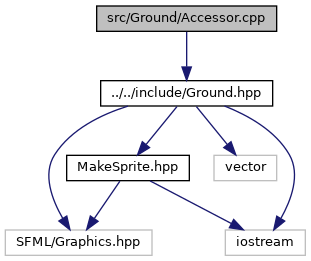 src/Ground/Accessor.cpp
../../include/Ground.hpp
MakeSprite.hpp
vector
SFML/Graphics.hpp
iostream